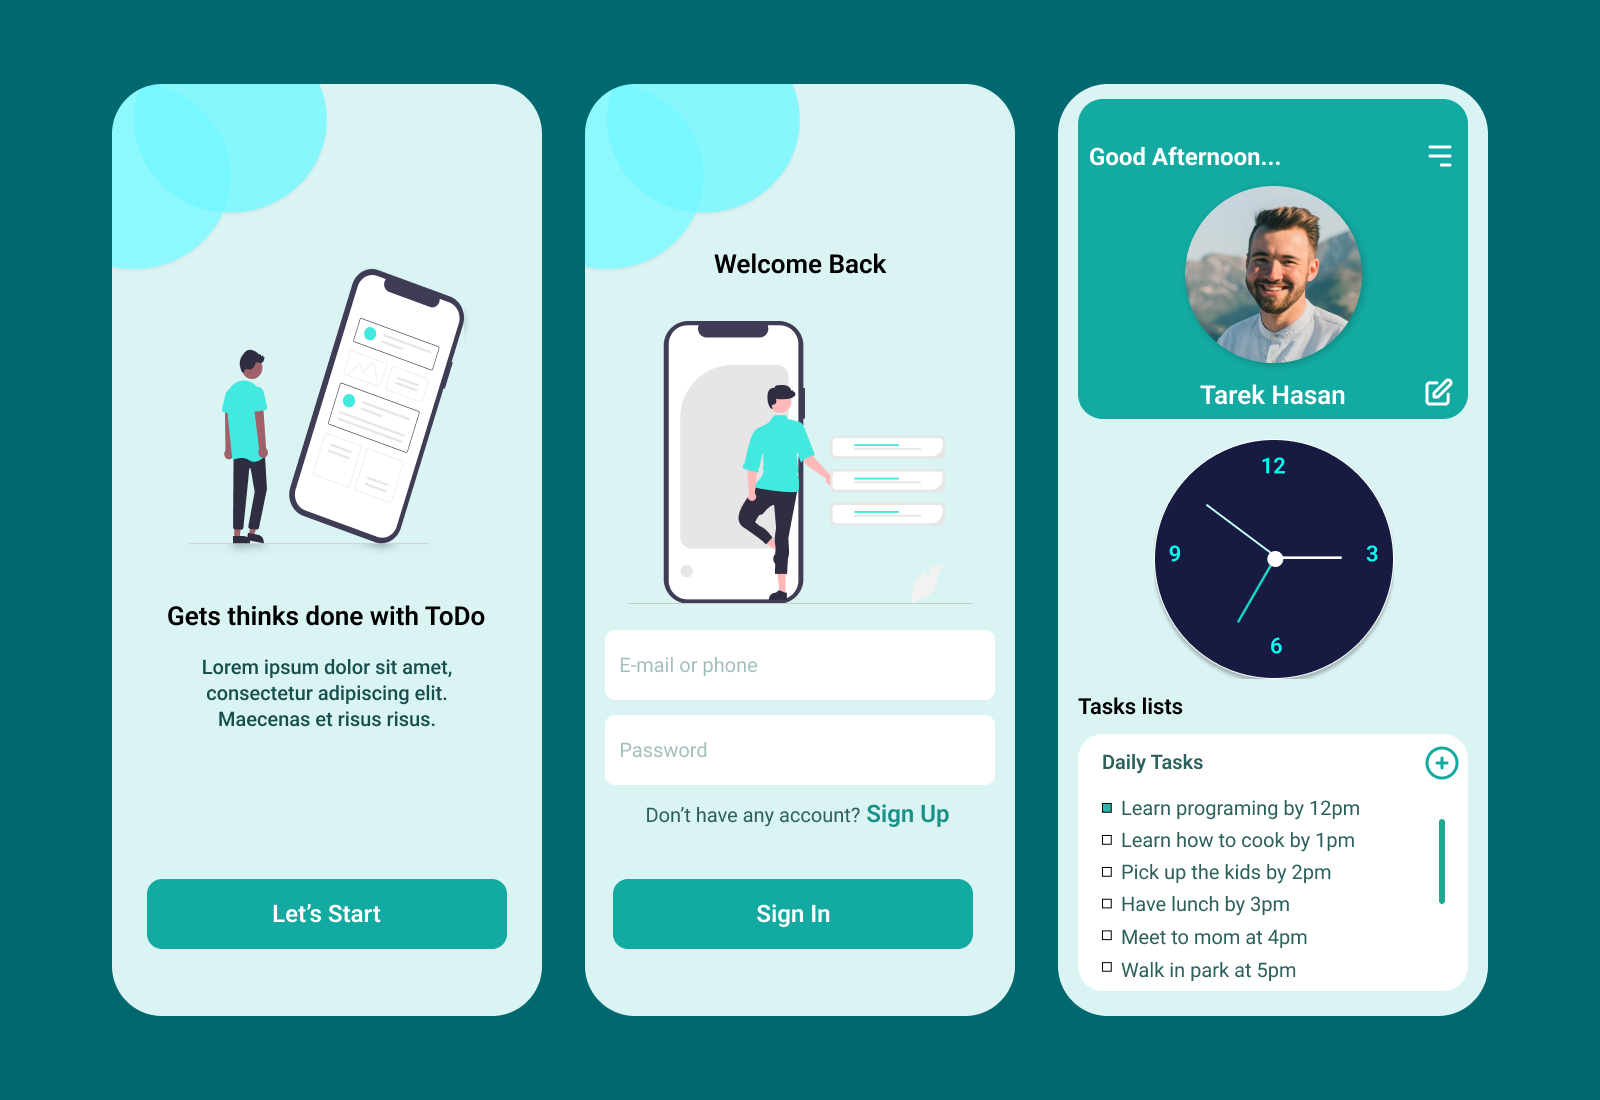 Gets thinks done with ToDo
Lorem ipsum dolor sit amet,
consectetur adipiscing elit.
Maecenas et risus risus.
Let’s Start
Welcome Back
E-mail or phone
Password
Don’t have any account? Sign Up
Sign In
Good Afternoon...
Tarek Hasan
12
9
3
6
Tasks lists
Daily Tasks
Learn programing by 12pm
Learn how to cook by 1pm
Pick up the kids by 2pm
Have lunch by 3pm
Meet to mom at 4pm
Walk in park at 5pm